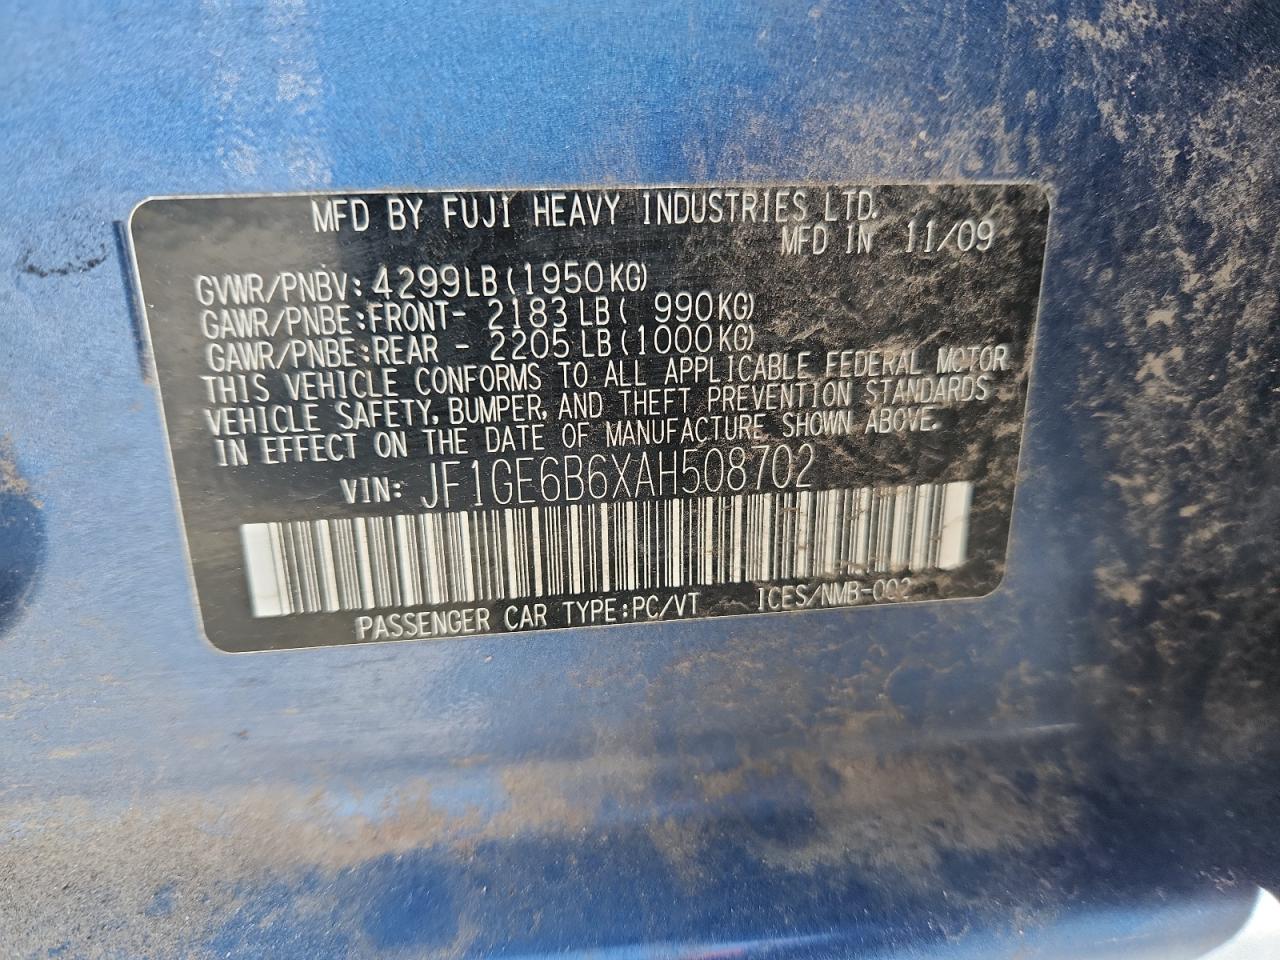 MFD BY FUJI HEAVY INDUSTRIES LTD.
MFD IN 11/09
GVWR/PNBV: 4299LB (1950KG)
GAWR/PNBE:FRONT- 2183LB ( 990KG)
GAWR/PNBE:REAR - 2205LB (1000KG)
THIS VEHICLE CONFORMS TO ALL APPLICABLE FEDERAL MOTOR
VEHICLE SAFETY, BUMPER, AND THEFT PREVENTION STANDARDS
IN EFFECT ON THE DATE OF MANUFACTURE SHOWN ABOVE.
VIN: JF1GE6B6XAH508702
PASSENGER CAR TYPE:PC/VT ICES/NMB-002